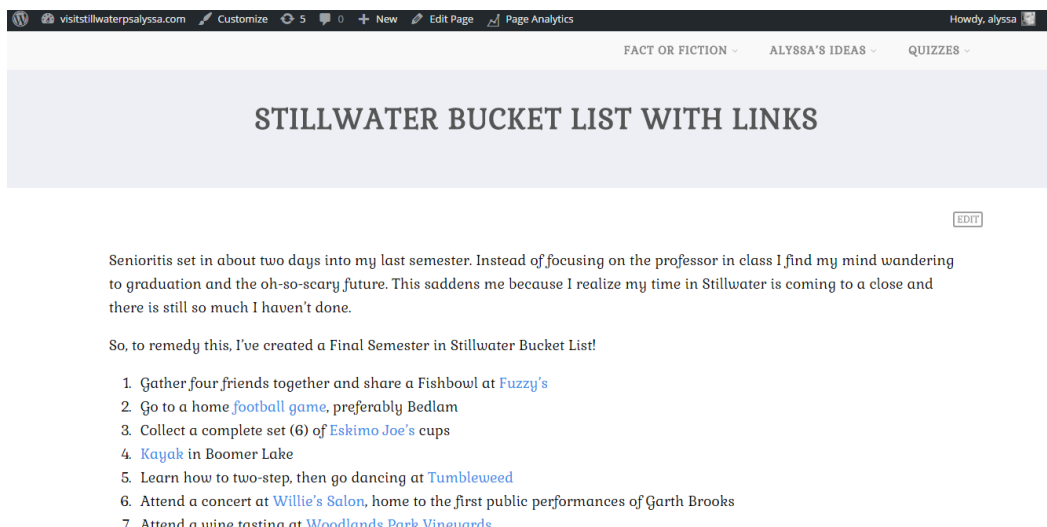 visitstillwaterpsalyssa.com Customize 5 0 New Edit Page Page Analytics Howdy, alyssa
FACT OR FICTION ALYSSA'S IDEAS QUIZZES
STILLWATER BUCKET LIST WITH LINKS
EDIT
Senioritis set in about two days into my last semester. Instead of focusing on the professor in class I find my mind wandering
to graduation and the oh-so-scary future. This saddens me because I realize my time in Stillwater is coming to a close and
there is still so much I haven't done.
So, to remedy this, I've created a Final Semester in Stillwater Bucket List!
1. Gather four friends together and share a Fishbowl at Fuzzy's
2. Go to a home football game, preferably Bedlam
3. Collect a complete set (6) of Eskimo Joe's cups
4. Kayak in Boomer Lake
5. Learn how to two-step, then go dancing at Tumbleweed
6. Attend a concert at Willie's Salon, home to the first public performances of Garth Brooks
7. Attend a wine tasting at Woodlands Park Vineyards